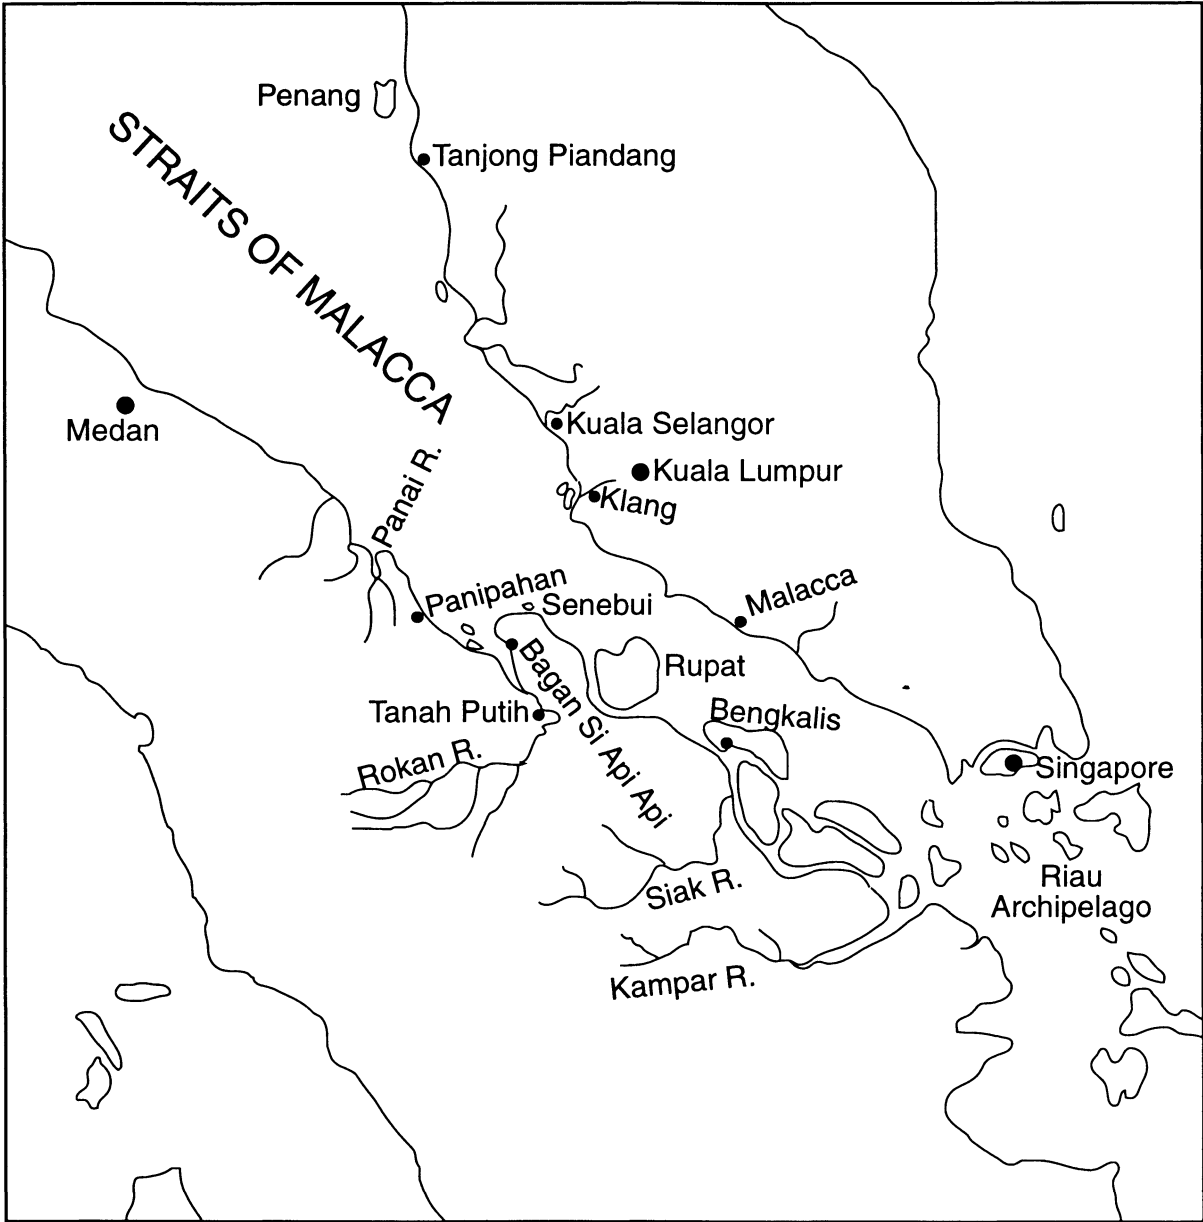 Penang
Tanjong Piandang
STRAITS OF MALACCA
Medan
Kuala Selangor
Kuala Lumpur
Klang
Panai R.
Panipahan
Senebui
Malacca
Rupat
Bagan Si Api Api
Tanah Putih
Bengkalis
Rokan R.
Singapore
Siak R.
Riau
Archipelago
Kampar R.